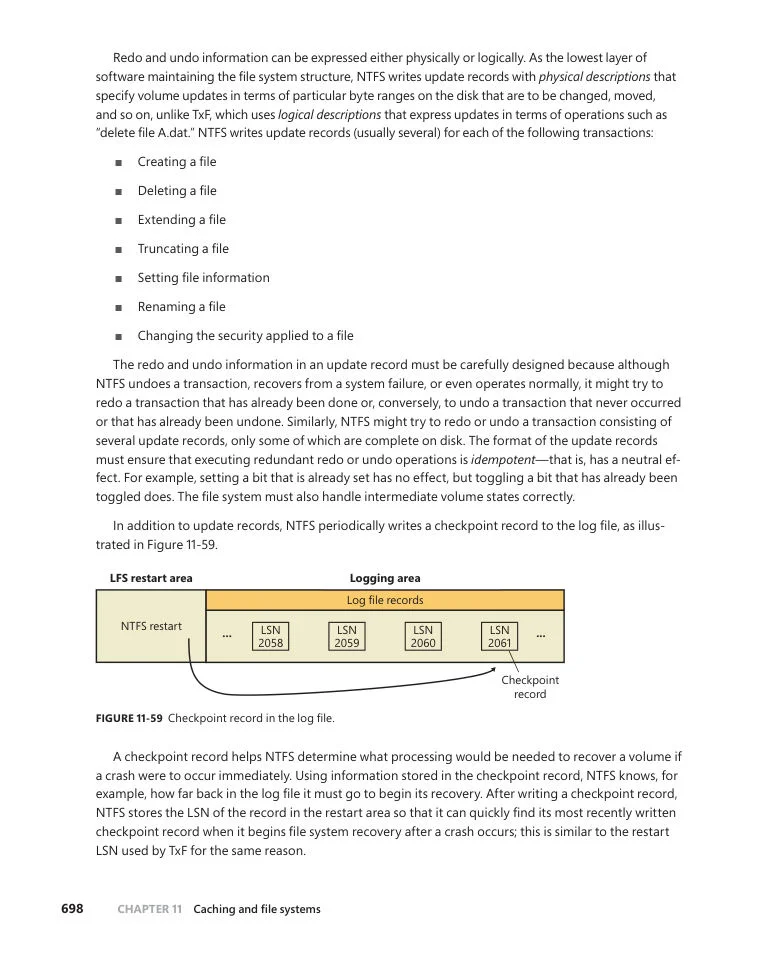 Redo and undo information can be expressed either physically or logically. As the lowest layer of
software maintaining the file system structure, NTFS writes update records with physical descriptions that
specify volume updates in terms of particular byte ranges on the disk that are to be changed, moved,
and so on, unlike TxF, which uses logical descriptions that express updates in terms of operations such as
“delete file A.dat.” NTFS writes update records (usually several) for each of the following transactions:
■ Creating a file
■ Deleting a file
■ Extending a file
■ Truncating a file
■ Setting file information
■ Renaming a file
■ Changing the security applied to a file
The redo and undo information in an update record must be carefully designed because although
NTFS undoes a transaction, recovers from a system failure, or even operates normally, it might try to
redo a transaction that has already been done or, conversely, to undo a transaction that never occurred
or that has already been undone. Similarly, NTFS might try to redo or undo a transaction consisting of
several update records, only some of which are complete on disk. The format of the update records
must ensure that executing redundant redo or undo operations is idempotent—that is, has a neutral ef-
fect. For example, setting a bit that is already set has no effect, but toggling a bit that has already been
toggled does. The file system must also handle intermediate volume states correctly.
In addition to update records, NTFS periodically writes a checkpoint record to the log file, as illus-
trated in Figure 11-59.
LFS restart area Logging area
Log file records
NTFS restart
... LSN LSN LSN LSN ...
2058 2059 2060 2061
Checkpoint
record
FIGURE 11-59 Checkpoint record in the log file.
A checkpoint record helps NTFS determine what processing would be needed to recover a volume if
a crash were to occur immediately. Using information stored in the checkpoint record, NTFS knows, for
example, how far back in the log file it must go to begin its recovery. After writing a checkpoint record,
NTFS stores the LSN of the record in the restart area so that it can quickly find its most recently written
checkpoint record when it begins file system recovery after a crash occurs; this is similar to the restart
LSN used by TxF for the same reason.
698 CHAPTER 11 Caching and file systems